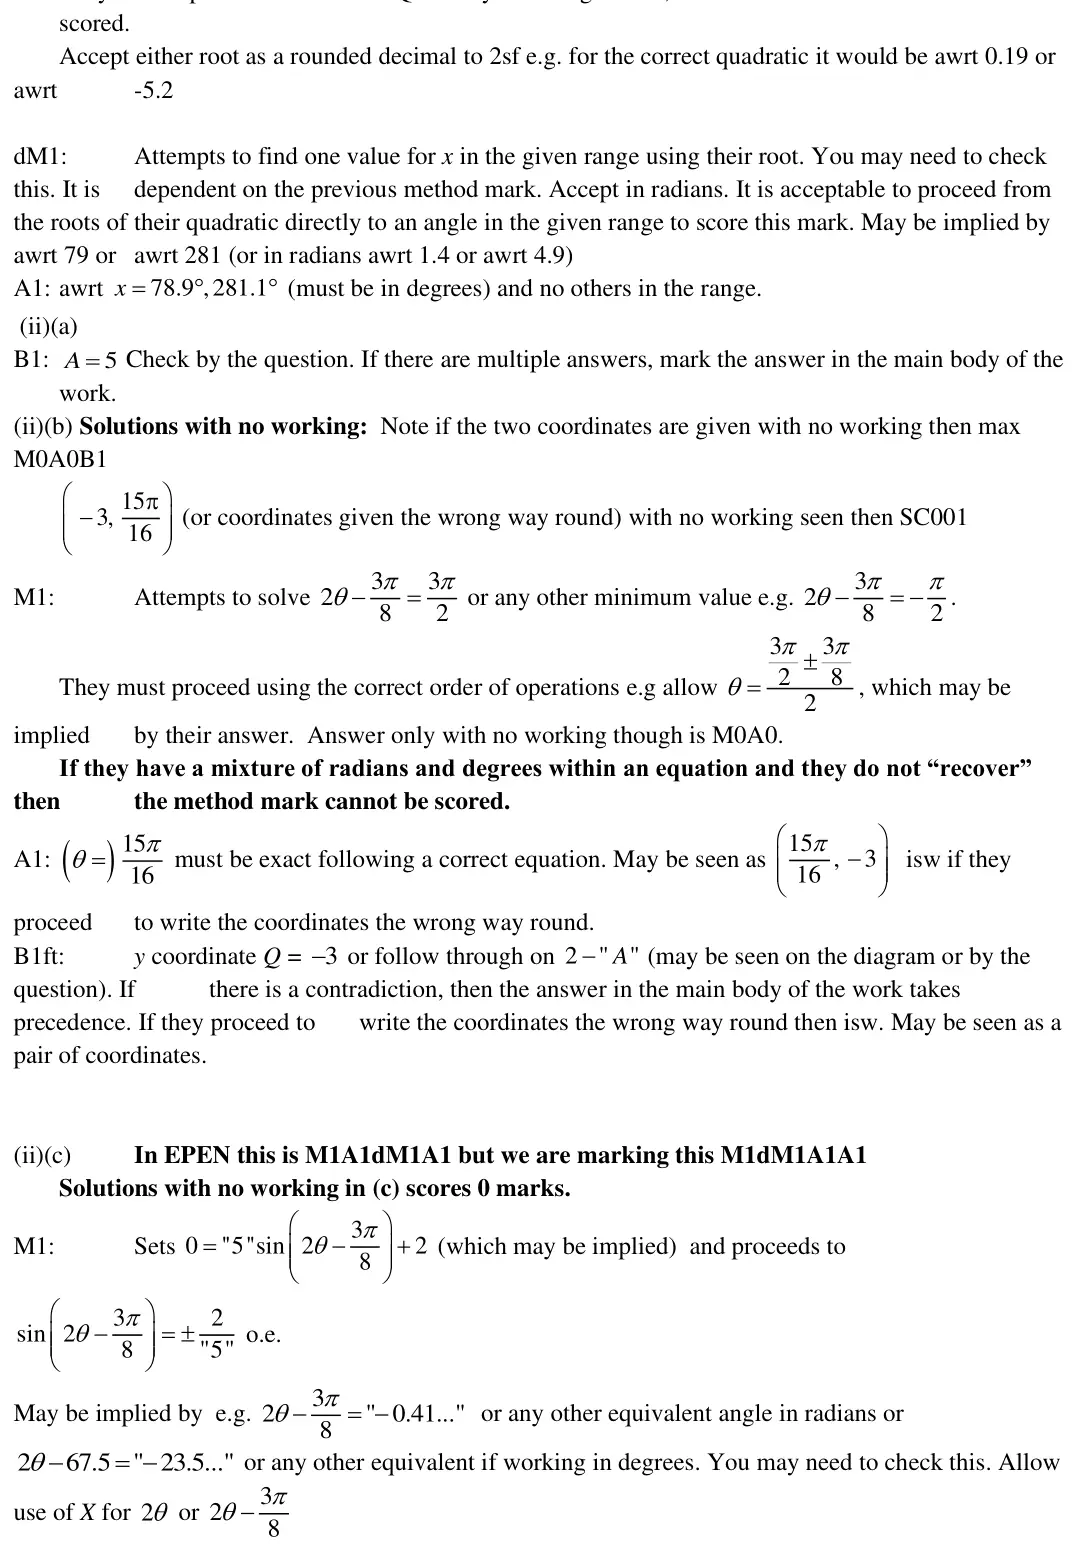 scored.
Accept either root as a rounded decimal to 2sf e.g. for the correct quadratic it would be awrt 0.19 or
awrt -5.2
dM1: Attempts to find one value for x in the given range using their root. You may need to check
this. It is dependent on the previous method mark. Accept in radians. It is acceptable to proceed from
the roots of their quadratic directly to an angle in the given range to score this mark. May be implied by
awrt 79 or awrt 281 (or in radians awrt 1.4 or awrt 4.9)
A1: awrt x = 78.9°, 281.1° (must be in degrees) and no others in the range.
(ii)(a)
B1: A = 5 Check by the question. If there are multiple answers, mark the answer in the main body of the
work.
(ii)(b) Solutions with no working: Note if the two coordinates are given with no working then max
M0A0B1
(−3, 15π/16) (or coordinates given the wrong way round) with no working seen then SC001
M1: Attempts to solve 2θ − 3π/8 = 3π/2 or any other minimum value e.g. 2θ − 3π/8 = −π/2.
They must proceed using the correct order of operations e.g allow θ = (3π/2 ± 3π/8)/2, which may be
implied by their answer. Answer only with no working though is M0A0.
If they have a mixture of radians and degrees within an equation and they do not “recover”
then the method mark cannot be scored.
A1: (θ =) 15π/16 must be exact following a correct equation. May be seen as (15π/16, −3) isw if they
proceed to write the coordinates the wrong way round.
B1ft: y coordinate Q = −3 or follow through on 2 − "A" (may be seen on the diagram or by the
question). If there is a contradiction, then the answer in the main body of the work takes
precedence. If they proceed to write the coordinates the wrong way round then isw. May be seen as a
pair of coordinates.
(ii)(c) In EPEN this is M1A1dM1A1 but we are marking this M1dM1A1A1
Solutions with no working in (c) scores 0 marks.
M1: Sets 0 = "5"sin(2θ − 3π/8) + 2 (which may be implied) and proceeds to
sin(2θ − 3π/8) = ± 2/"5" o.e.
May be implied by e.g. 2θ − 3π/8 = "−0.41..." or any other equivalent angle in radians or
2θ − 67.5 = "−23.5..." or any other equivalent if working in degrees. You may need to check this. Allow
use of X for 2θ or 2θ − 3π/8